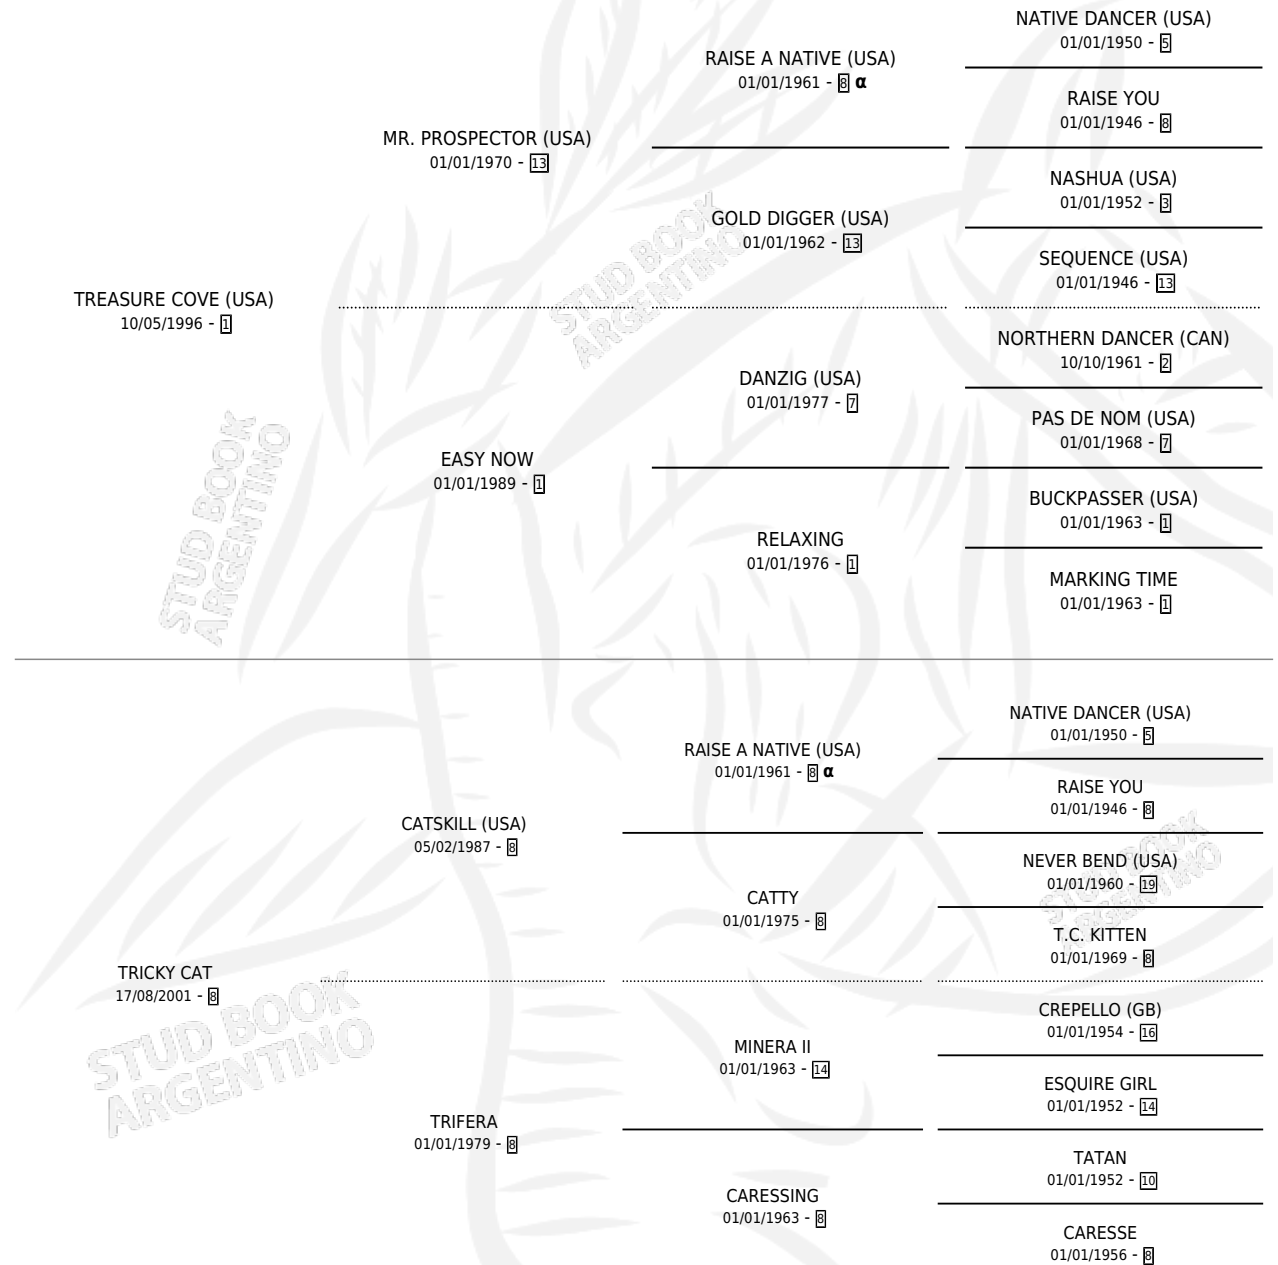 NATIVE DANCER (USA)
01/01/1950 - 5
RAISE A NATIVE (USA)
01/01/1961 - 8 α
RAISE YOU
01/01/1946 - 8
MR. PROSPECTOR (USA)
01/01/1970 - 13
NASHUA (USA)
01/01/1952 - 3
GOLD DIGGER (USA)
01/01/1962 - 13
SEQUENCE (USA)
01/01/1946 - 13
TREASURE COVE (USA)
10/05/1996 - 1
NORTHERN DANCER (CAN)
10/10/1961 - 2
DANZIG (USA)
01/01/1977 - 7
PAS DE NOM (USA)
01/01/1968 - 7
EASY NOW
01/01/1989 - 1
BUCKPASSER (USA)
01/01/1963 - 1
RELAXING
01/01/1976 - 1
MARKING TIME
01/01/1963 - 1
STUD BOOK
ARGENTINO
STUD BOOK
ARGENTINO
NATIVE DANCER (USA)
01/01/1950 - 5
RAISE A NATIVE (USA)
01/01/1961 - 8 α
RAISE YOU
01/01/1946 - 8
CATSKILL (USA)
05/02/1987 - 8
NEVER BEND (USA)
01/01/1960 - 19
CATTY
01/01/1975 - 8
T.C. KITTEN
01/01/1969 - 8
TRICKY CAT
17/08/2001 - 8
CREPELLO (GB)
01/01/1954 - 16
MINERA II
01/01/1963 - 14
ESQUIRE GIRL
01/01/1952 - 14
TRIFERA
01/01/1979 - 8
TATAN
01/01/1952 - 10
CARESSING
01/01/1963 - 8
CARESSE
01/01/1956 - 8
STUD BOOK
ARGENTINO
STUD BOOK
ARGENTINO